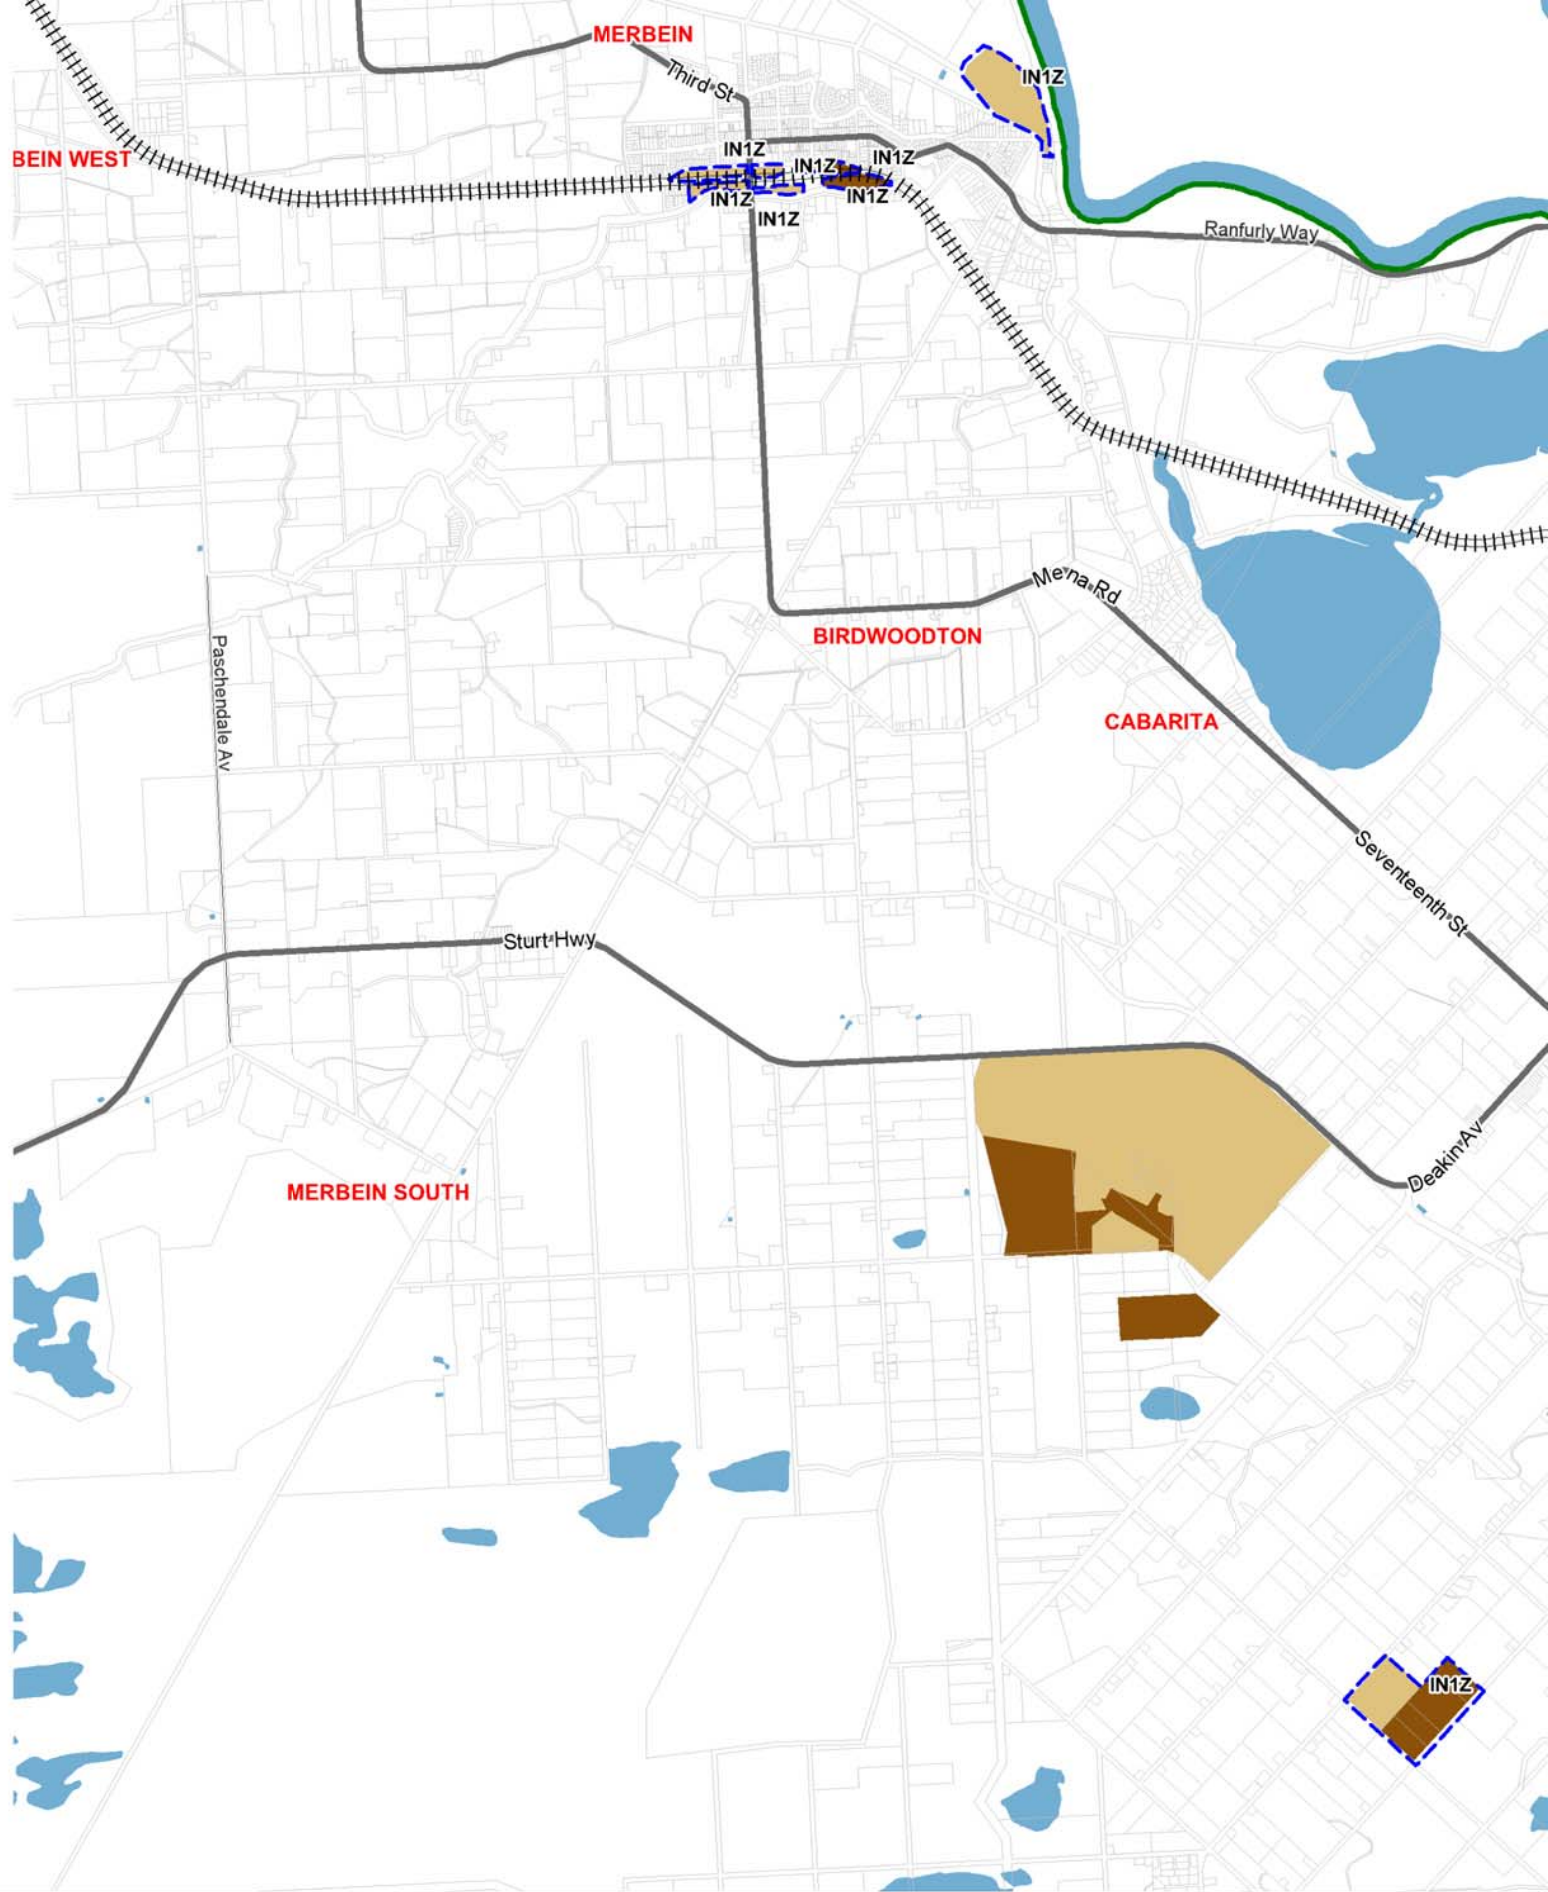 MERBEIN
Third St
IN1Z
BEIN WEST
IN1Z
IN1Z
IN1Z
IN1Z
IN1Z
IN1Z
Ranfurly Way
Mena Rd
BIRDWOODTON
Paschendale Av
CABARITA
Seventeenth St
Sturt Hwy
Deakin Av
MERBEIN SOUTH
IN1Z